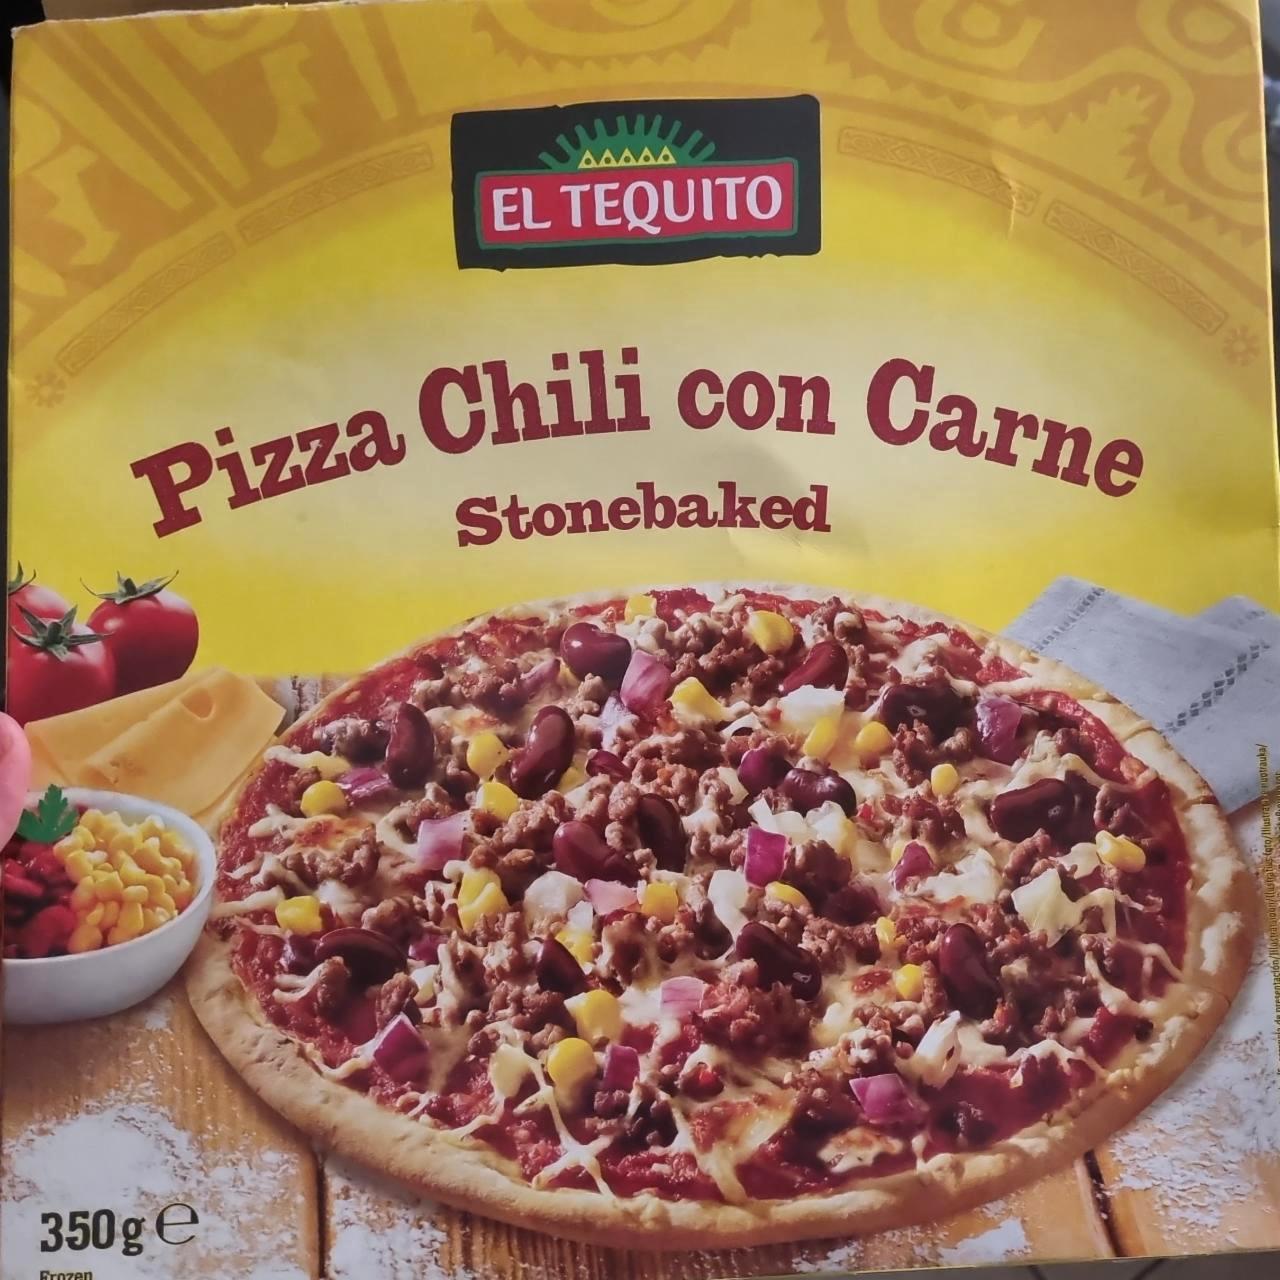 EL TEQUITO
Pizza Chili con Carne
Stonebaked
350g e
Frozen